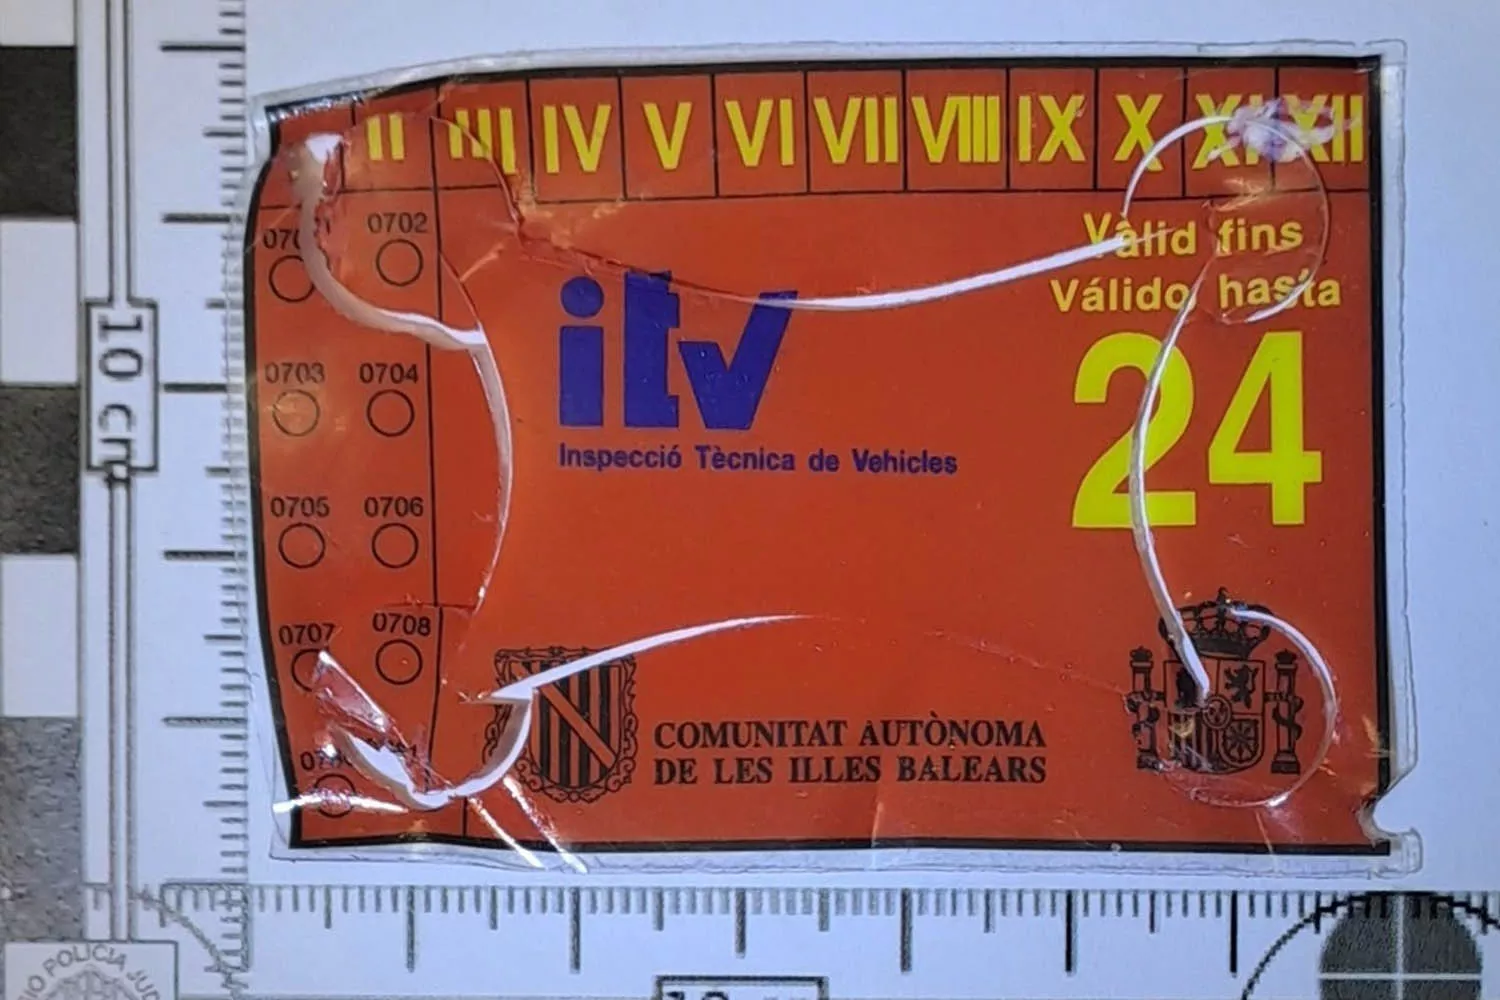 II III IV V VI VII VIII IX X XI XII
0702
Vàlid fins
Válido hasta
24
itv
Inspecció Tècnica de Vehicles
0703 0704
0705 0706
0707 0708
COMUNITAT AUTÒNOMA
DE LES ILLES BALEARS
10 cm
POLICIA